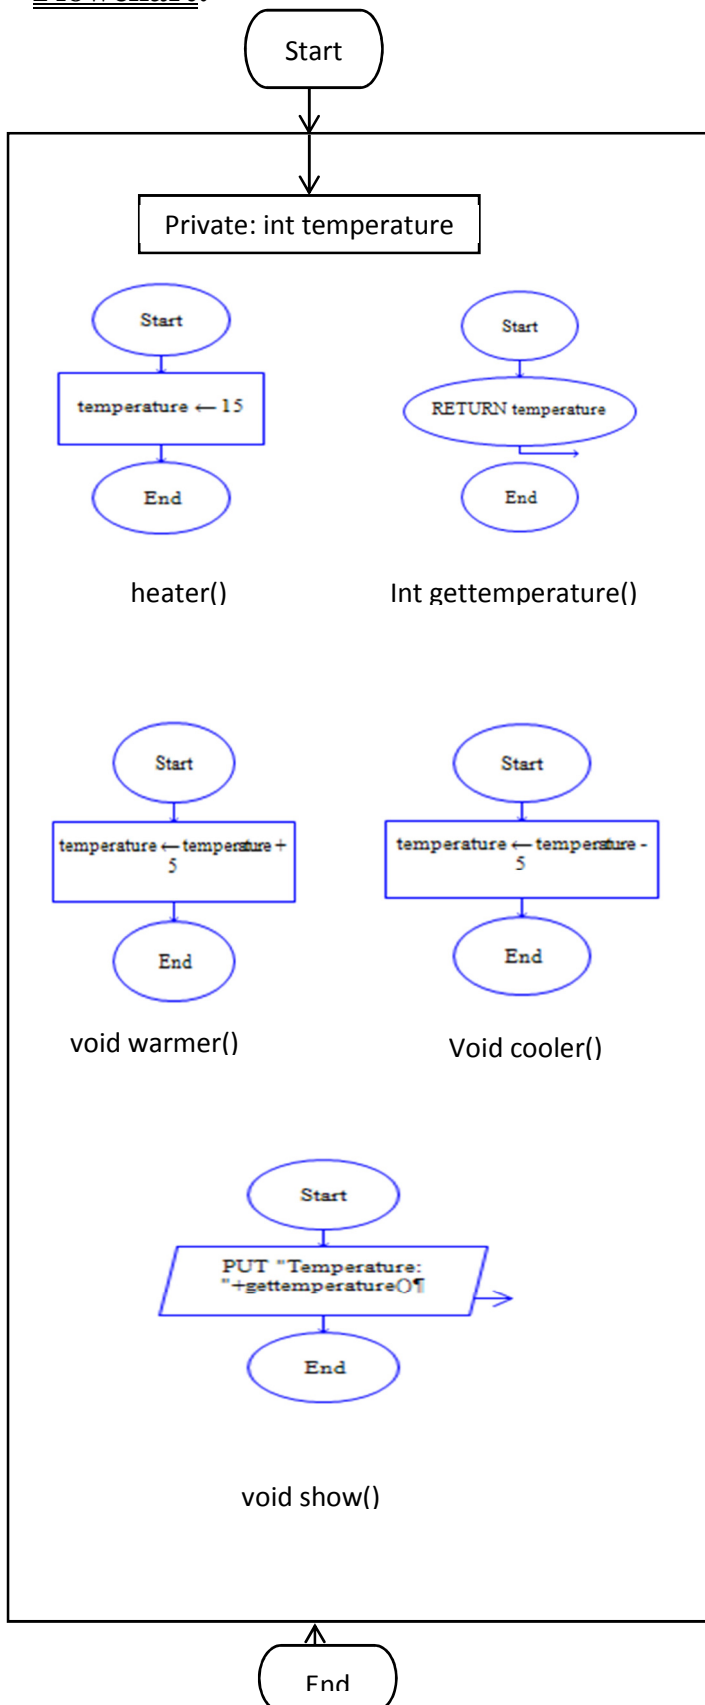 Start
Private: int temperature
Start
temperature ← 15
End
heater()
Start
RETURN temperature
End
Int gettemperature()
Start
temperature ← temperature +
5
End
void warmer()
Start
temperature ← temperature -
5
End
Void cooler()
Start
PUT "Temperature:
"+gettemperature()¶
End
void show()
End